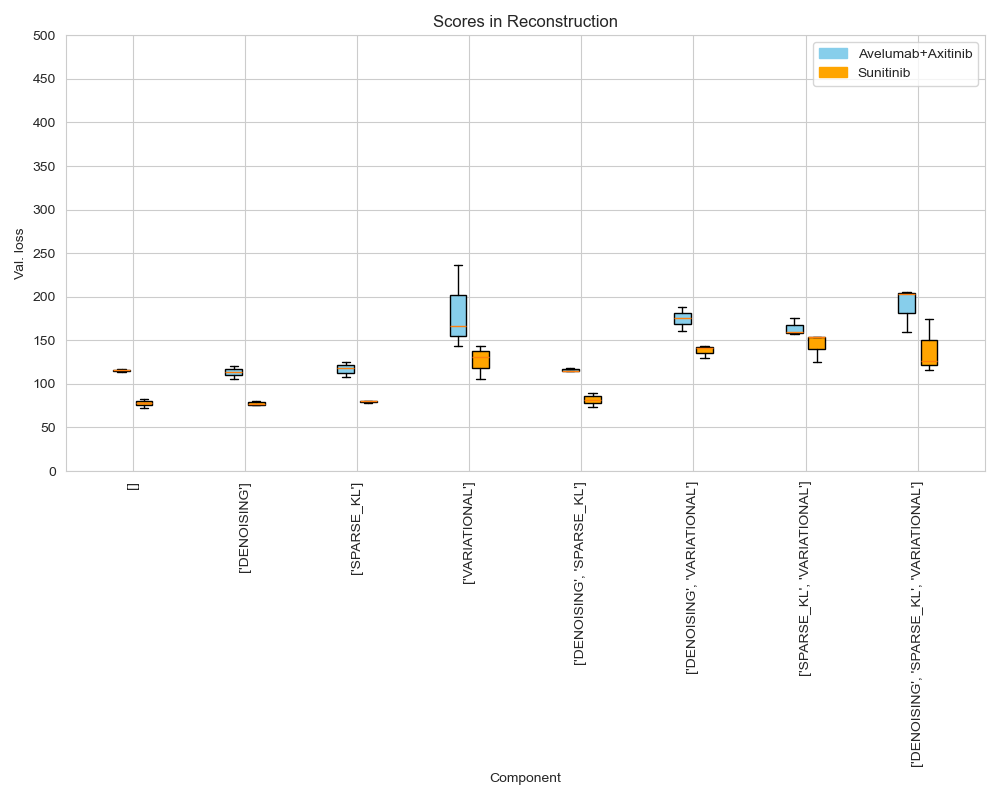 Scores in Reconstruction
Avelumab+Axitinib
Sunitinib
Val. loss
500
450
400
350
300
250
200
150
100
50
0
[]
['DENOISING']
['SPARSE_KL']
['VARIATIONAL']
['DENOISING', 'SPARSE_KL']
['DENOISING', 'VARIATIONAL']
['SPARSE_KL', 'VARIATIONAL']
['DENOISING', 'SPARSE_KL', 'VARIATIONAL']
Component